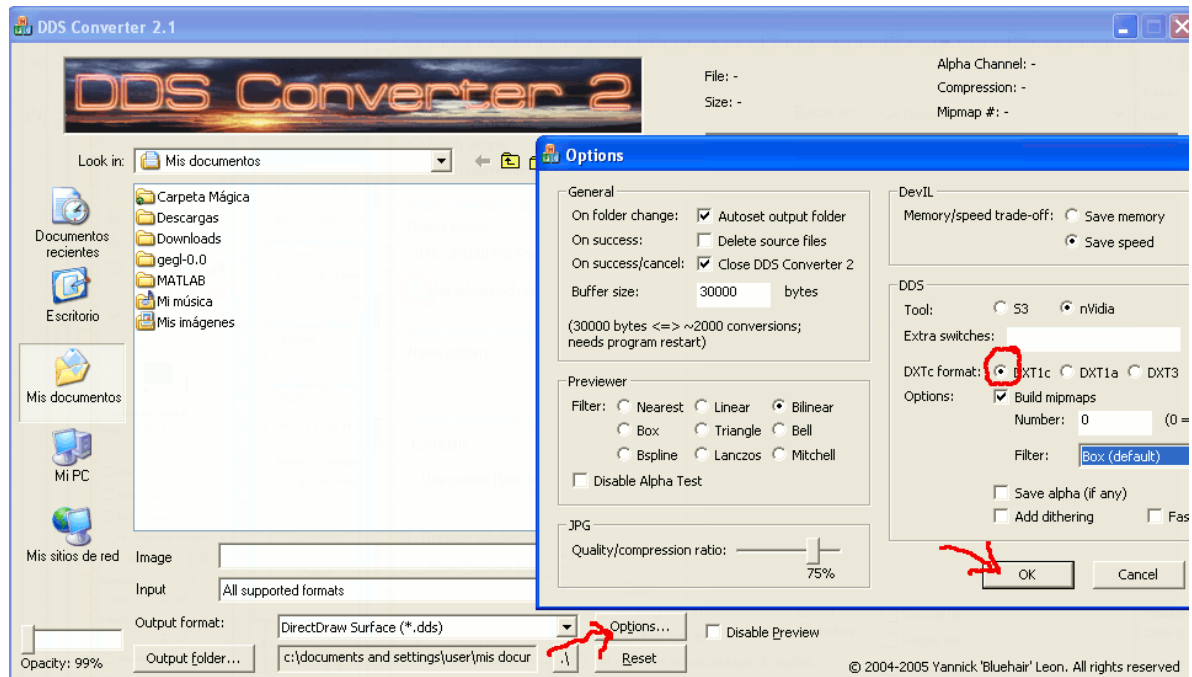 DDS Converter 2.1
DDS Converter 2
File: -
Size: -
Alpha Channel: -
Compression: -
Mipmap #: -
Look in:
Mis documentos
Carpeta Mágica
Descargas
Downloads
gegl-0.0
MATLAB
Mi música
Mis imágenes
Documentos recientes
Escritorio
Mis documentos
Mi PC
Mis sitios de red
Image
Input
All supported formats
Output format:
DirectDraw Surface (*.dds)
Options...
Disable Preview
Opacity: 99%
Output folder...
c:\documents and settings\user\mis docur
.\
Reset
© 2004-2005 Yannick 'Bluehair' Leon. All rights reserved
Options
General
On folder change:
Autoset output folder
On success:
Delete source files
On success/cancel:
Close DDS Converter 2
Buffer size:
30000
bytes
(30000 bytes <=> ~2000 conversions;
needs program restart)
Previewer
Filter:
Nearest
Linear
Bilinear
Box
Triangle
Bell
Bspline
Lanczos
Mitchell
Disable Alpha Test
JPG
Quality/compression ratio:
75%
DevIL
Memory/speed trade-off:
Save memory
Save speed
DDS
Tool:
S3
nVidia
Extra switches:
DXTc format:
DXT1c
DXT1a
DXT3
Options:
Build mipmaps
Number:
0
(0 =
Filter:
Box (default)
Save alpha (if any)
Add dithering
Fas
OK
Cancel